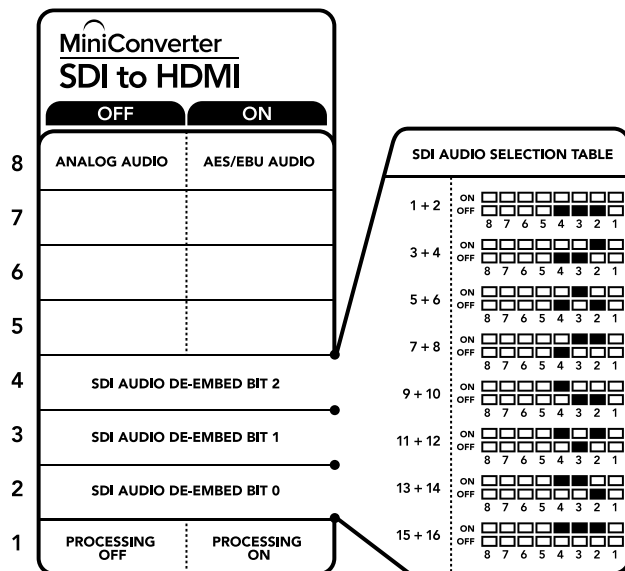 MiniConverter
SDI to HDMI
OFF ON
8 ANALOG AUDIO AES/EBU AUDIO
7
6
5
4 SDI AUDIO DE-EMBED BIT 2
3 SDI AUDIO DE-EMBED BIT 1
2 SDI AUDIO DE-EMBED BIT 0
1 PROCESSING OFF PROCESSING ON
SDI AUDIO SELECTION TABLE
1 + 2 ON
OFF
8 7 6 5 4 3 2 1
3 + 4 ON
OFF
8 7 6 5 4 3 2 1
5 + 6 ON
OFF
8 7 6 5 4 3 2 1
7 + 8 ON
OFF
8 7 6 5 4 3 2 1
9 + 10 ON
OFF
8 7 6 5 4 3 2 1
11 + 12 ON
OFF
8 7 6 5 4 3 2 1
13 + 14 ON
OFF
8 7 6 5 4 3 2 1
15 + 16 ON
OFF
8 7 6 5 4 3 2 1